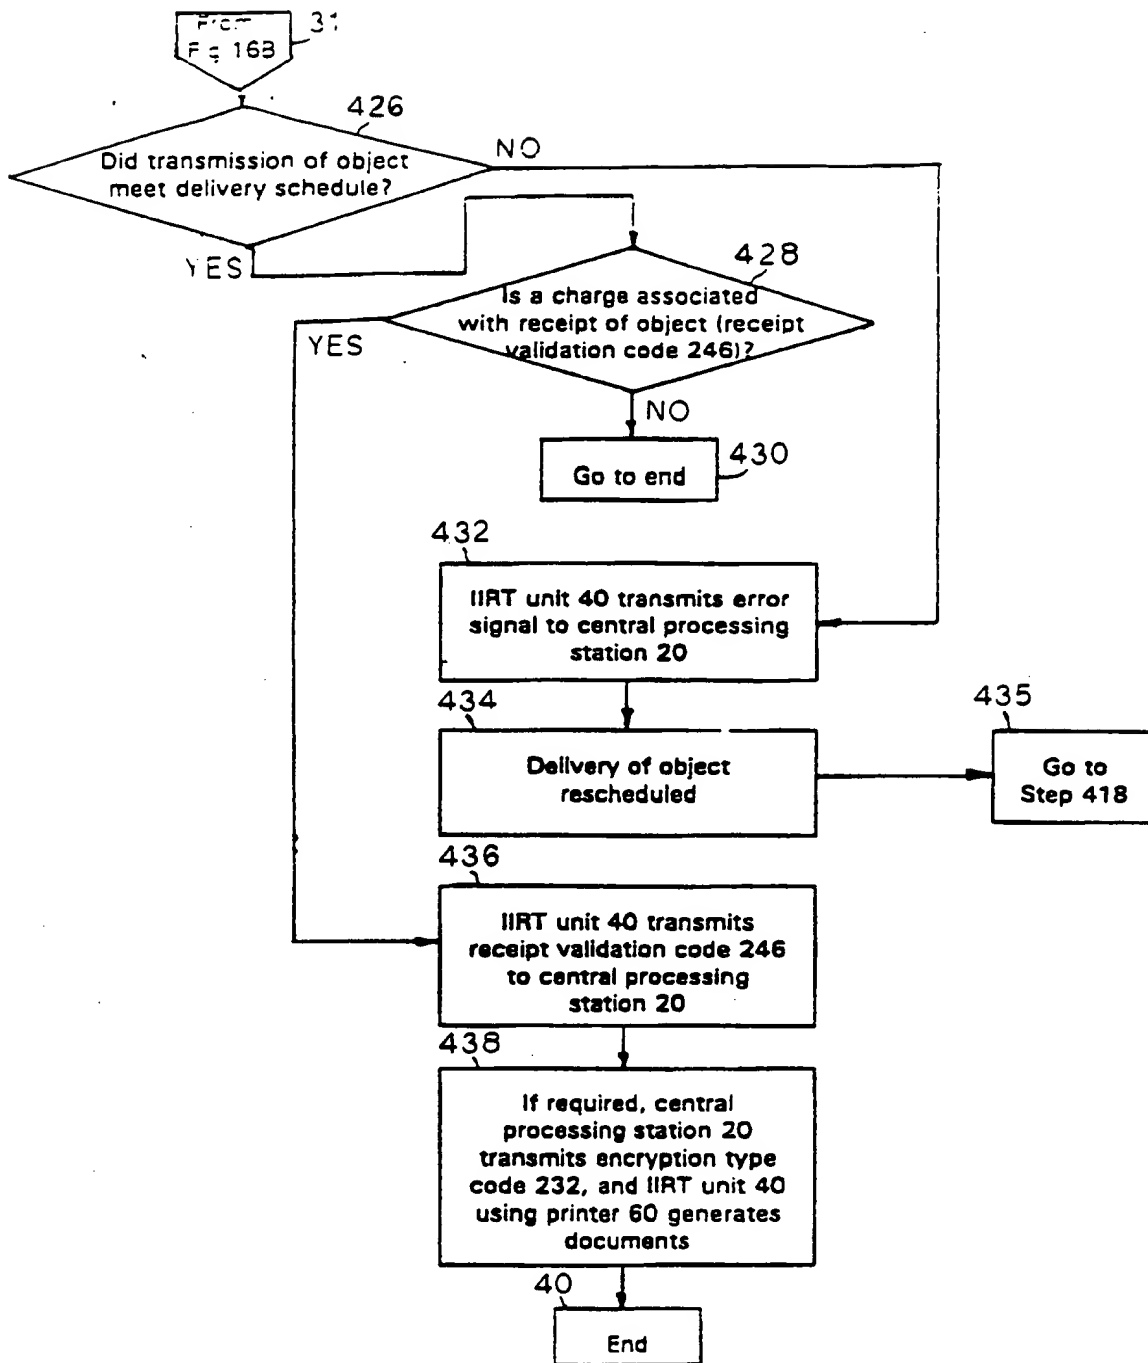 From
Fig 16B
31
426
Did transmission of object
meet delivery schedule?
NO
YES
428
Is a charge associated
with receipt of object (receipt
validation code 246)?
YES
NO
430
Go to end
432
IIRT unit 40 transmits error
signal to central processing
station 20
434
Delivery of object
rescheduled
435
Go to
Step 418
436
IIRT unit 40 transmits
receipt validation code 246
to central processing
station 20
438
If required, central
processing station 20
transmits encryption type
code 232, and IIRT unit 40
using printer 60 generates
documents
40
End